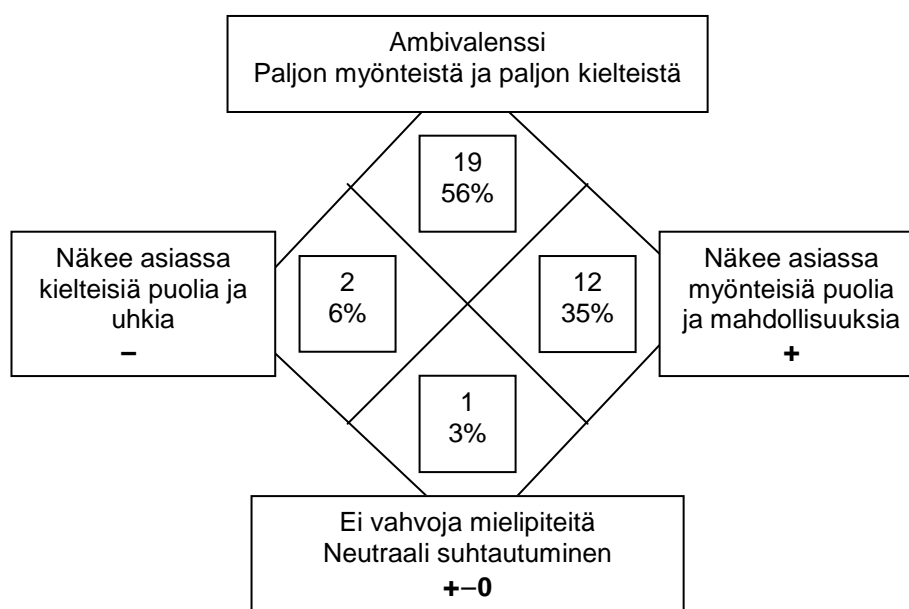 Ambivalenssi
Paljon myönteistä ja paljon kielteistä
19
56%
Näkee asiassa
kielteisiä puolia ja
uhkia
–
2
6%
12
35%
Näkee asiassa
myönteisiä puolia
ja mahdollisuuksia
+
1
3%
Ei vahvoja mielipiteitä
Neutraali suhtautuminen
+–0